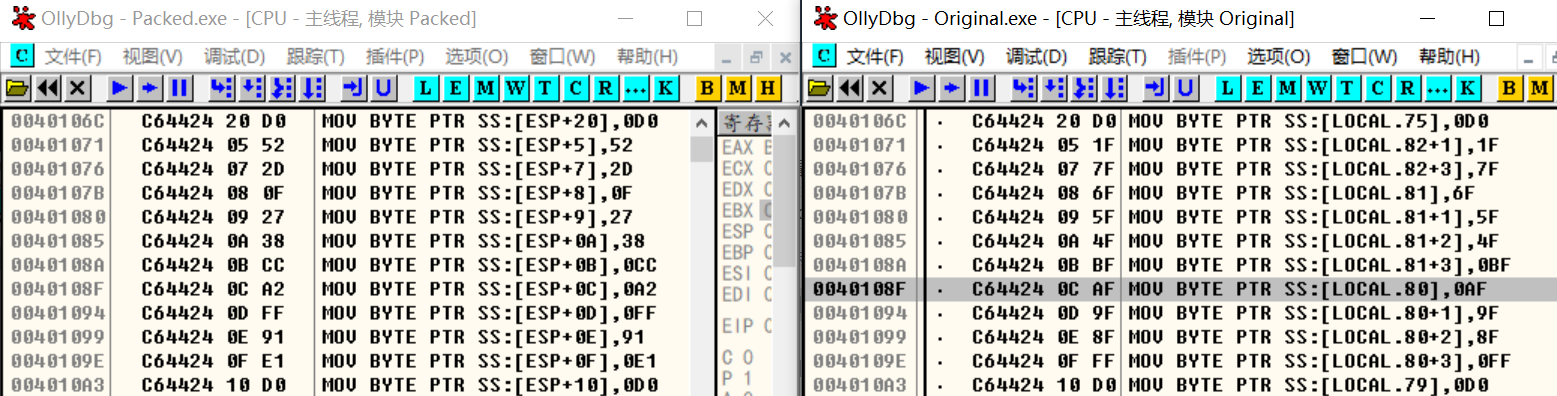 OllyDbg - Packed.exe - [CPU - 主线程, 模块 Packed]
C 文件(F) 视图(V) 调试(D) 跟踪(T) 插件(P) 选项(O) 窗口(W) 帮助(H)
L E M W T C R ... K B M H
0040106C C64424 20 D0 MOV BYTE PTR SS:[ESP+20],0D0
00401071 C64424 05 52 MOV BYTE PTR SS:[ESP+5],52
00401076 C64424 07 2D MOV BYTE PTR SS:[ESP+7],2D
0040107B C64424 08 0F MOV BYTE PTR SS:[ESP+8],0F
00401080 C64424 09 27 MOV BYTE PTR SS:[ESP+9],27
00401085 C64424 0A 38 MOV BYTE PTR SS:[ESP+0A],38
0040108A C64424 0B CC MOV BYTE PTR SS:[ESP+0B],0CC
0040108F C64424 0C A2 MOV BYTE PTR SS:[ESP+0C],0A2
00401094 C64424 0D FF MOV BYTE PTR SS:[ESP+0D],0FF
00401099 C64424 0E 91 MOV BYTE PTR SS:[ESP+0E],91
0040109E C64424 0F E1 MOV BYTE PTR SS:[ESP+0F],0E1
004010A3 C64424 10 D0 MOV BYTE PTR SS:[ESP+10],0D0
寄存
EAX
ECX
EDX
EBX
ESP
EBP
ESI
EDI
EIP
C 0
P 1
OllyDbg - Original.exe - [CPU - 主线程, 模块 Original]
C 文件(F) 视图(V) 调试(D) 跟踪(T) 插件(P) 选项(O) 窗口(W) 帮助(H)
L E M W T C R ... K B M
0040106C · C64424 20 D0 MOV BYTE PTR SS:[LOCAL.75],0D0
00401071 · C64424 05 1F MOV BYTE PTR SS:[LOCAL.82+1],1F
00401076 · C64424 07 7F MOV BYTE PTR SS:[LOCAL.82+3],7F
0040107B · C64424 08 6F MOV BYTE PTR SS:[LOCAL.81],6F
00401080 · C64424 09 5F MOV BYTE PTR SS:[LOCAL.81+1],5F
00401085 · C64424 0A 4F MOV BYTE PTR SS:[LOCAL.81+2],4F
0040108A · C64424 0B BF MOV BYTE PTR SS:[LOCAL.81+3],0BF
0040108F · C64424 0C AF MOV BYTE PTR SS:[LOCAL.80],0AF
00401094 · C64424 0D 9F MOV BYTE PTR SS:[LOCAL.80+1],9F
00401099 · C64424 0E 8F MOV BYTE PTR SS:[LOCAL.80+2],8F
0040109E · C64424 0F FF MOV BYTE PTR SS:[LOCAL.80+3],0FF
004010A3 · C64424 10 D0 MOV BYTE PTR SS:[LOCAL.79],0D0